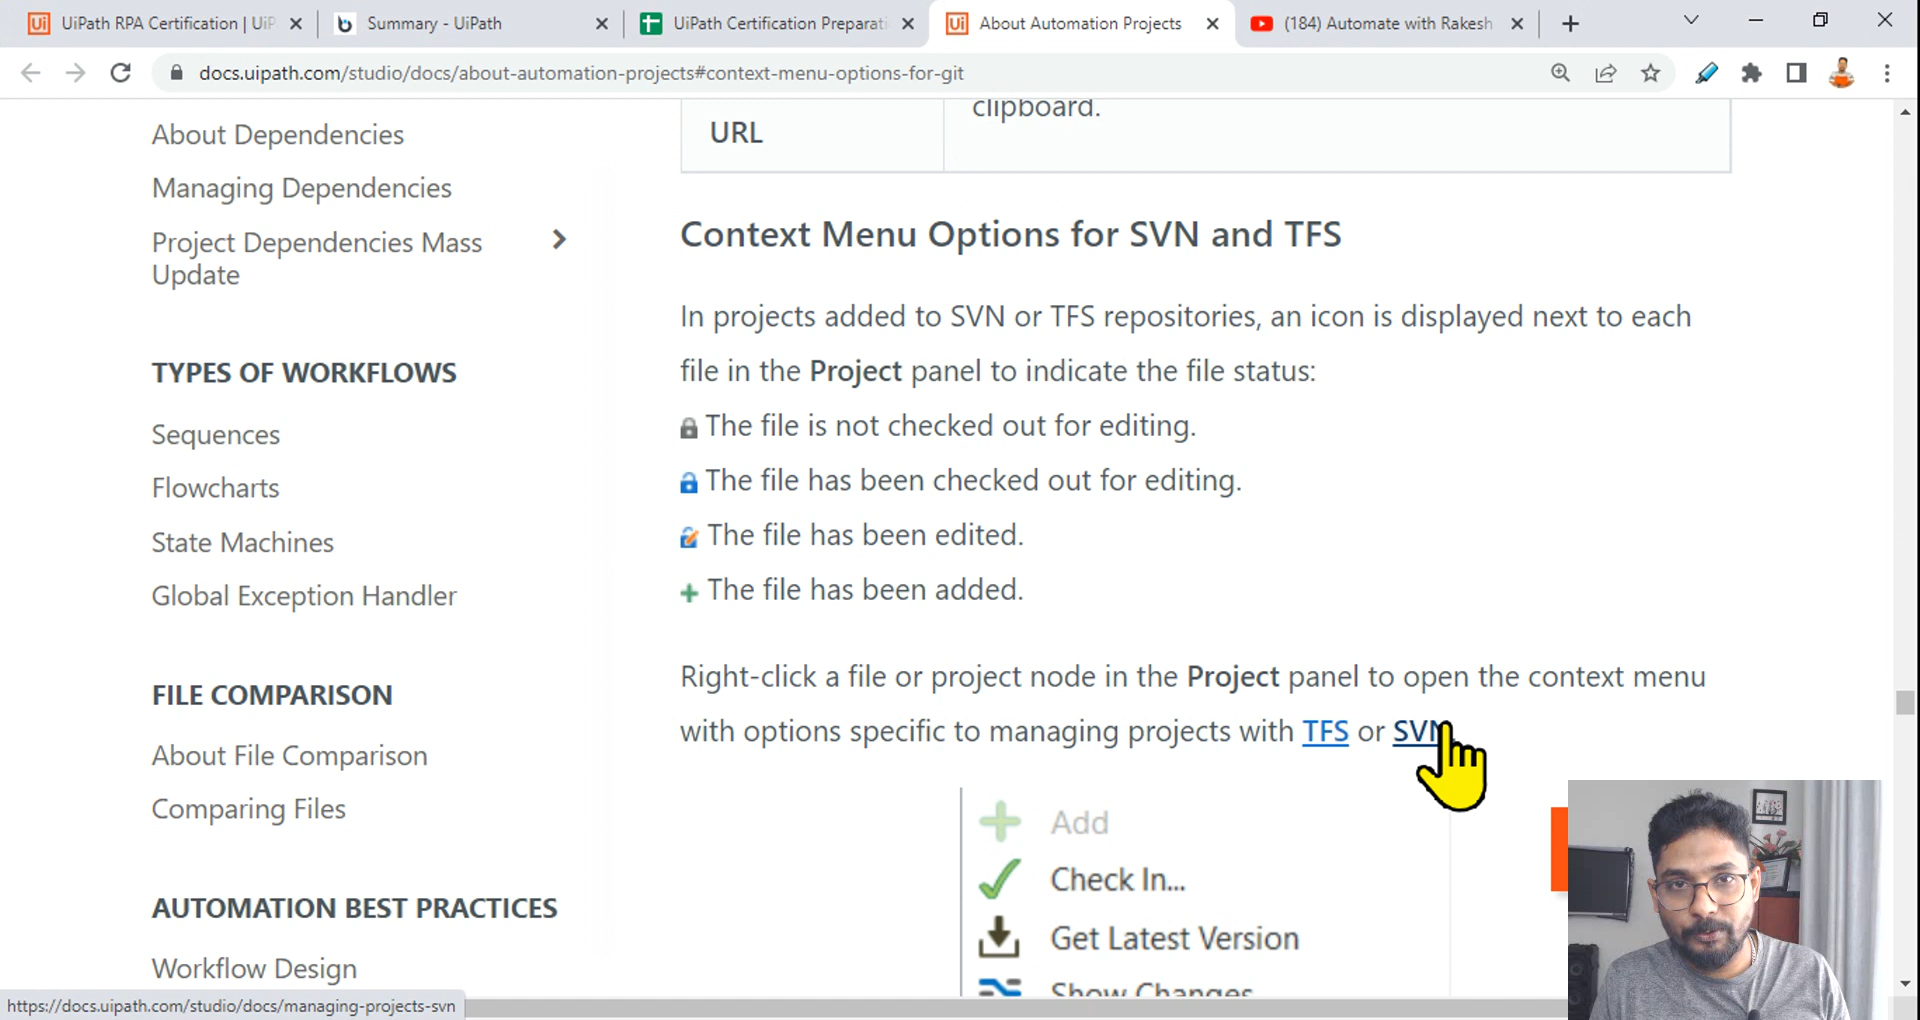 UiPath RPA Certification | UiP
Summary - UiPath
UiPath Certification Preparati
About Automation Projects
(184) Automate with Rakesh
docs.uipath.com/studio/docs/about-automation-projects#context-menu-options-for-git
About Dependencies
Managing Dependencies
Project Dependencies Mass
Update
TYPES OF WORKFLOWS
Sequences
Flowcharts
State Machines
Global Exception Handler
FILE COMPARISON
About File Comparison
Comparing Files
AUTOMATION BEST PRACTICES
Workflow Design
URL
clipboard.
Context Menu Options for SVN and TFS
In projects added to SVN or TFS repositories, an icon is displayed next to each
file in the Project panel to indicate the file status:
The file is not checked out for editing.
The file has been checked out for editing.
The file has been edited.
The file has been added.
Right-click a file or project node in the Project panel to open the context menu
with options specific to managing projects with TFS or SVN
Add
Check In...
Get Latest Version
Show Changes
https://docs.uipath.com/studio/docs/managing-projects-svn